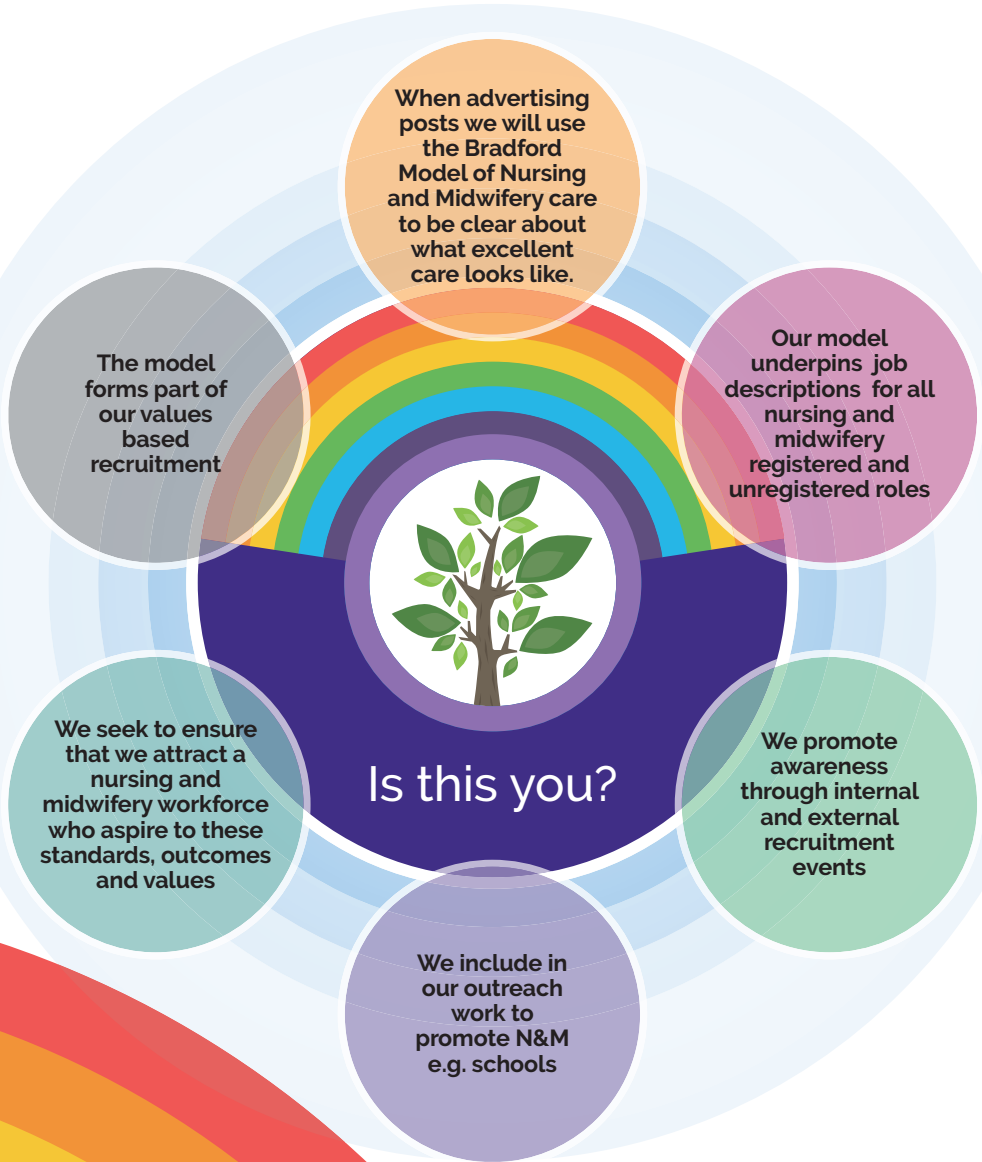 When advertising
posts we will use
the Bradford
Model of Nursing
and Midwifery care
to be clear about
what excellent
care looks like.
Our model
underpins job
descriptions for all
nursing and
midwifery
registered and
unregistered roles
We promote
awareness
through internal
and external
recruitment
events
We include in
our outreach
work to
promote N&M
e.g. schools
We seek to ensure
that we attract a
nursing and
midwifery workforce
who aspire to these
standards, outcomes
and values
The model
forms part of
our values
based
recruitment
Is this you?